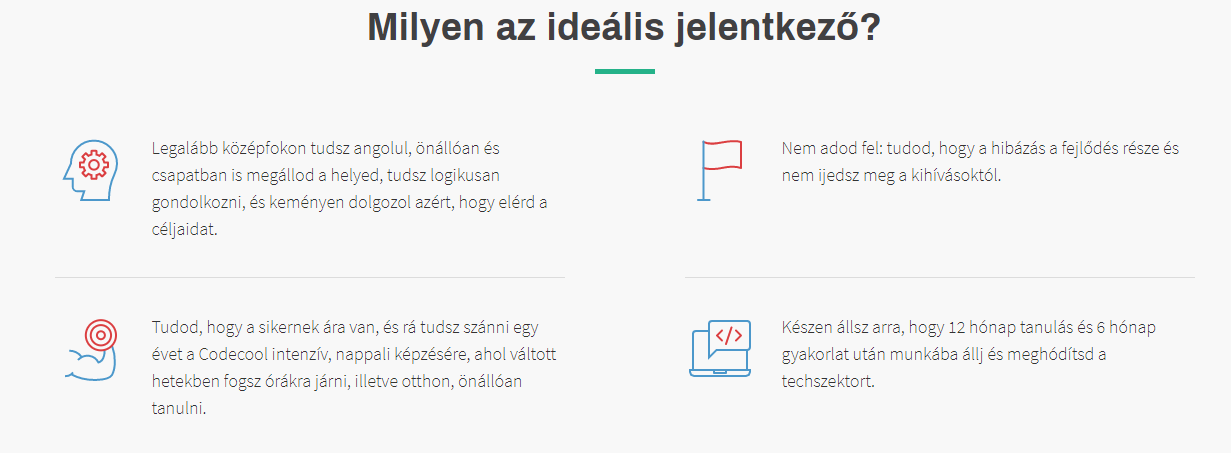 Milyen az ideális jelentkező?
Legalább középfokon tudsz angolul, önállóan és
csapatban is megállod a helyed, tudsz logikusan
gondolkozni, és keményen dolgozol azért, hogy elérd a
céljaidat.
Nem adod fel: tudod, hogy a hibázás a fejlődés része és
nem ijedsz meg a kihívásoktól.
Tudod, hogy a sikernek ára van, és rá tudsz szánni egy
évet a Codecool intenzív, nappali képzésére, ahol váltott
hetekben fogsz órákra járni, illetve otthon, önállóan
tanulni.
Készen állsz arra, hogy 12 hónap tanulás és 6 hónap
gyakorlat után munkába állj és meghódítsd a
techszektort.